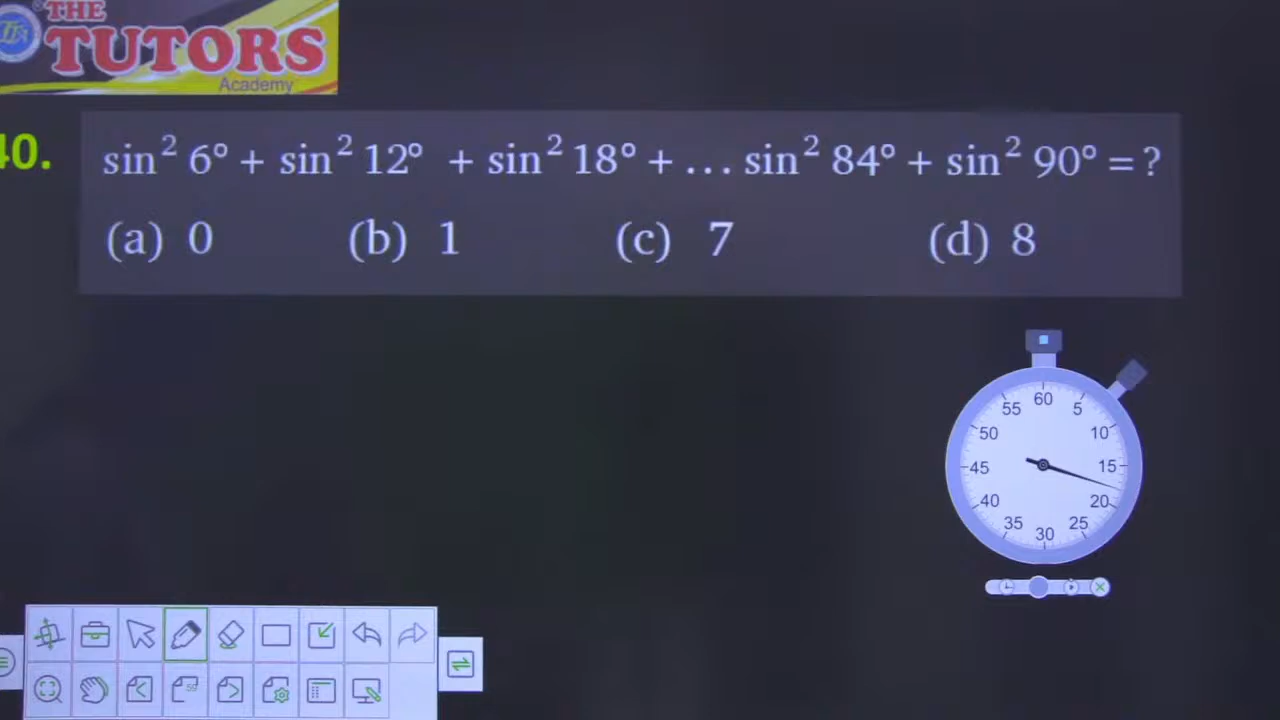 THE
TUTORS
Academy
40. sin² 6° + sin² 12° + sin² 18° + ... sin² 84° + sin² 90° = ?
(a) 0 (b) 1 (c) 7 (d) 8
60
55 5
50 10
45 15
40 20
35 25
30